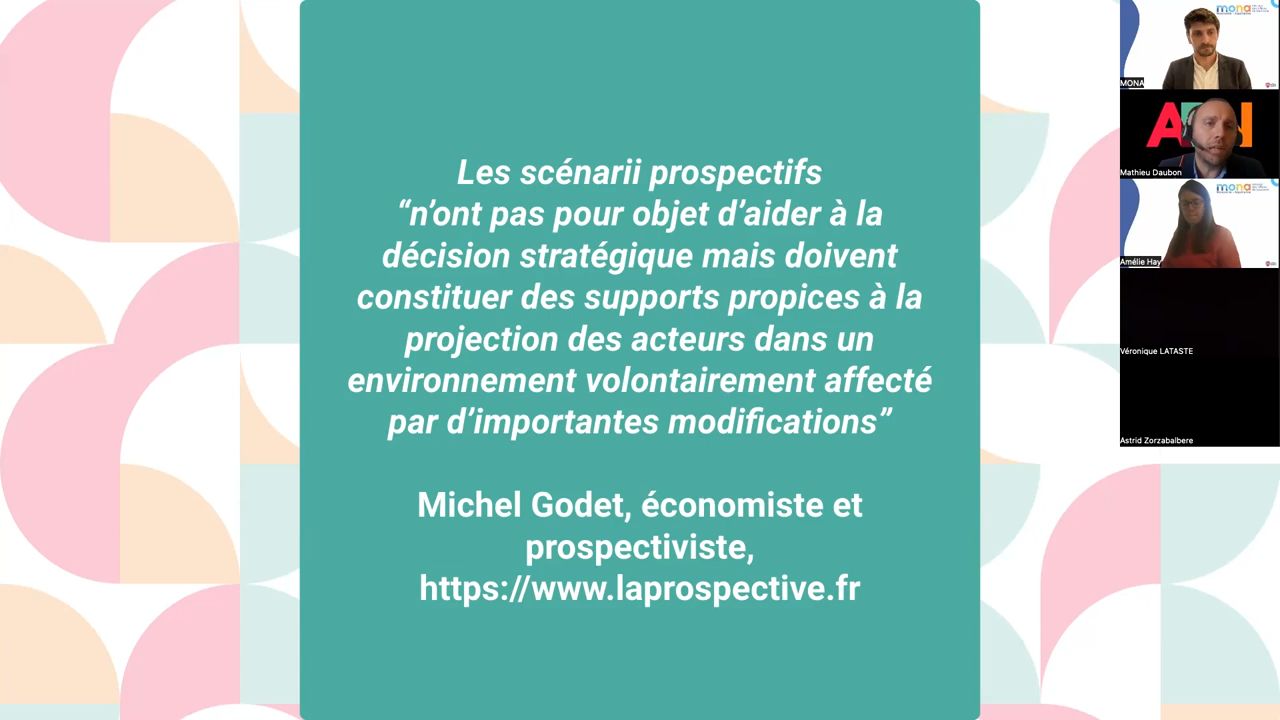 Les scénarii prospectifs
“n’ont pas pour objet d’aider à la
décision stratégique mais doivent
constituer des supports propices à la
projection des acteurs dans un
environnement volontairement affecté
par d’importantes modifications”
Michel Godet, économiste et
prospectiviste,
https://www.laprospective.fr
mona
MONA
Mathieu Daubon
mona
Amélie Hay
Véronique LATASTE
Astrid Zorzabalbere